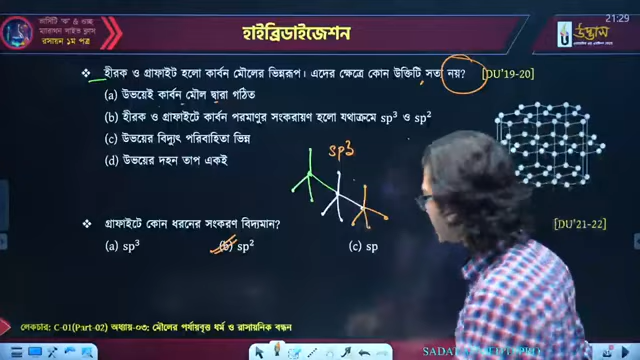 ভার্সিটি 'ক' ও গুচ্ছ
ম্যারাথন লাইভ ক্লাস
রসায়ন ১ম পত্র
হাইব্রিডাইজেশন
21:29
উদ্ভাস
❖ হীরক ও গ্রাফাইট হলো কার্বন মৌলের ভিন্নরূপ। এদের ক্ষেত্রে কোন উক্তিটি সত্য নয়? [DU'19-20]
(a) উভয়েই কার্বন মৌল দ্বারা গঠিত
(b) হীরক ও গ্রাফাইটে কার্বন পরমাণুর সংকরায়ণ হলো যথাক্রমে sp³ ও sp²
(c) উভয়ের বিদ্যুৎ পরিবাহিতা ভিন্ন
(d) উভয়ের দহন তাপ একই
sp3
❖ গ্রাফাইটে কোন ধরনের সংকরণ বিদ্যমান? [DU'21-22]
(a) sp³ (b) sp² (c) sp
লেকচার: C-01(Part-02) অধ্যায়-০৩: মৌলের পর্যায়বৃত্ত ধর্ম ও রাসায়নিক বন্ধন